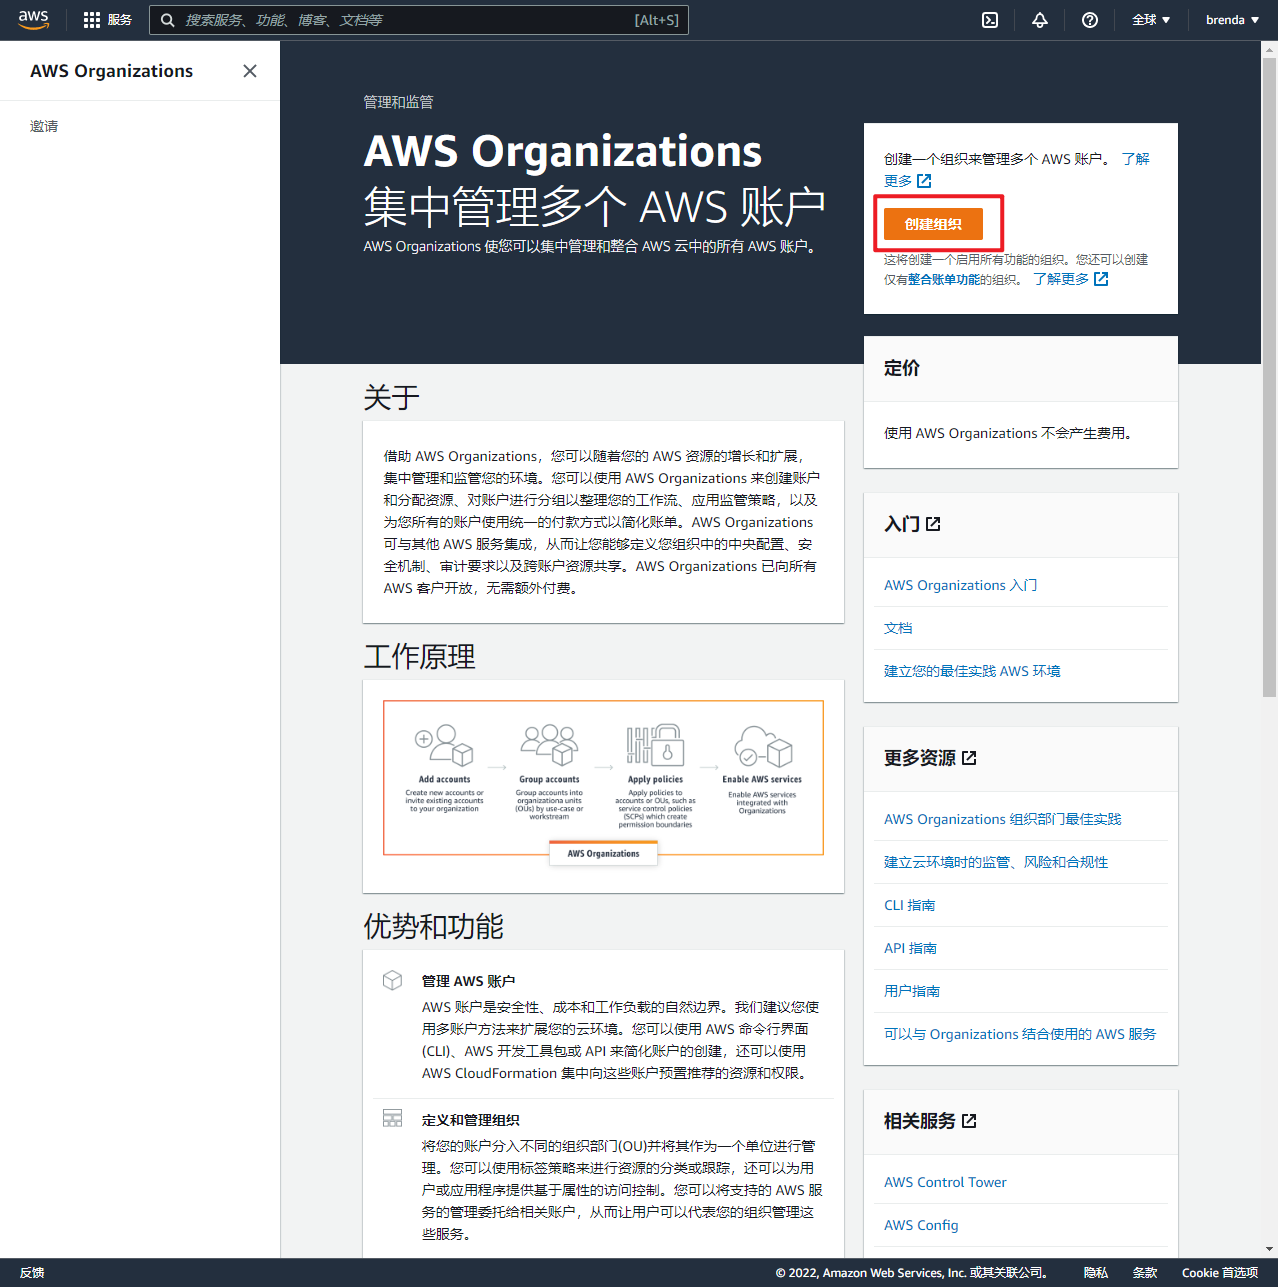 aws
服务
搜索服务、功能、博客、文档等
[Alt+S]
全球
brenda
AWS Organizations
邀请
管理和监管
AWS Organizations
集中管理多个 AWS 账户
AWS Organizations 使您可以集中管理和整合 AWS 云中的所有 AWS 账户。
创建一个组织来管理多个 AWS 账户。 了解
更多
创建组织
这将创建一个启用所有功能的组织。您还可以创建
仅有整合账单功能的组织。 了解更多
定价
使用 AWS Organizations 不会产生费用。
入门
AWS Organizations 入门
文档
建立您的最佳实践 AWS 环境
更多资源
AWS Organizations 组织部门最佳实践
建立云环境时的监管、风险和合规性
CLI 指南
API 指南
用户指南
可以与 Organizations 结合使用的 AWS 服务
相关服务
AWS Control Tower
AWS Config
关于
借助 AWS Organizations，您可以随着您的 AWS 资源的增长和扩展，
集中管理和监管您的环境。您可以使用 AWS Organizations 来创建账户
和分配资源、对账户进行分组以整理您的工作流、应用监管策略，以及
为您所有的账户使用统一的付款方式以简化账单。AWS Organizations
可与其他 AWS 服务集成，从而让您能够定义您组织中的中央配置、安
全机制、审计要求以及跨账户资源共享。AWS Organizations 已向所有
AWS 客户开放，无需额外付费。
工作原理
Add accounts
Create new accounts or
invite existing accounts
to your organization
Group accounts
Group accounts into
organizationa units
(OUs) by use-case or
workstream
Apply policies
Apply policies to
accounts or OUs, such as
service control policies
(SCPs) which create
permission boundaries
Enable AWS services
Enable AWS services
integrated with
Organizations
AWS Organizations
优势和功能
管理 AWS 账户
AWS 账户是安全性、成本和工作负载的自然边界。我们建议您使
用多账户方法来扩展您的云环境。您可以使用 AWS 命令行界面
(CLI)、AWS 开发工具包或 API 来简化账户的创建，还可以使用
AWS CloudFormation 集中向这些账户预置推荐的资源和权限。
定义和管理组织
将您的账户分入不同的组织部门(OU)并将其作为一个单位进行管
理。您可以使用标签策略来进行资源的分类或跟踪，还可以为用
户或应用程序提供基于属性的访问控制。您可以将支持的 AWS 服
务的管理委托给相关账户，从而让用户可以代表您的组织管理这
些服务。
反馈
© 2022, Amazon Web Services, Inc. 或其关联公司。
隐私
条款
Cookie 首选项